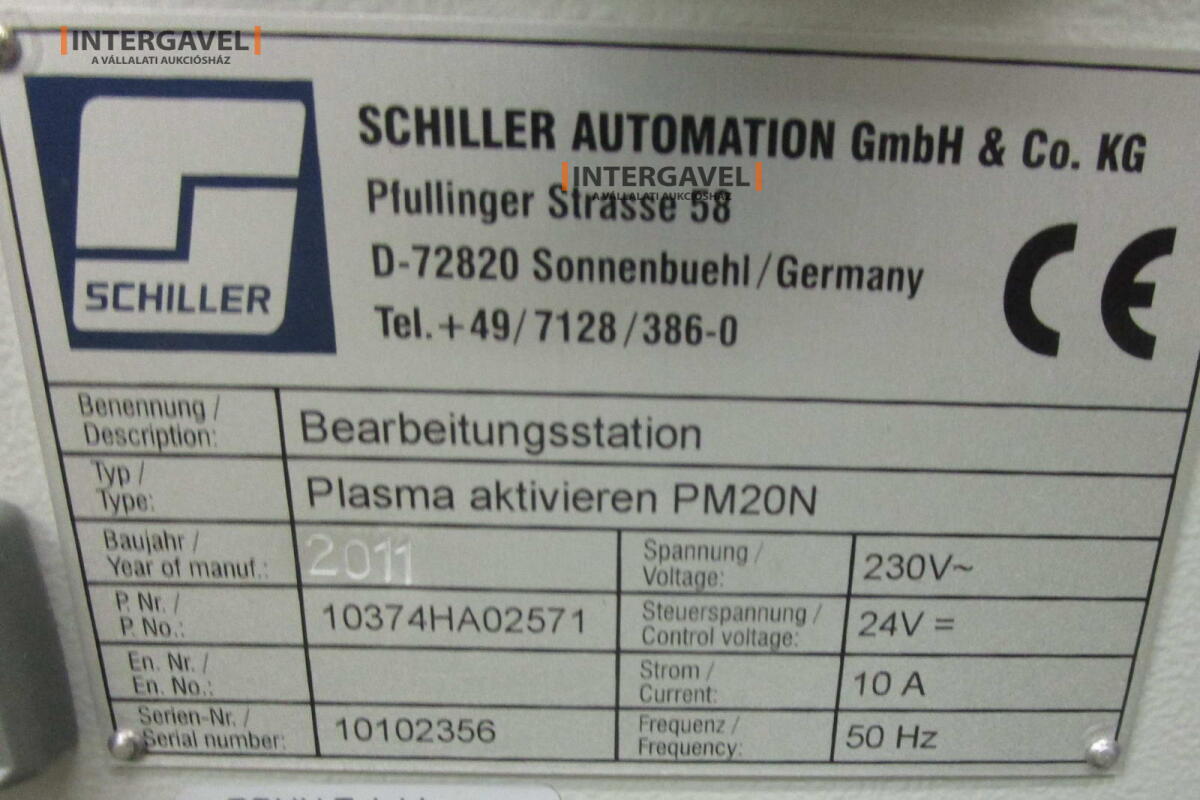 INTERGAVEL
A VÁLLALATI AUKCIÓSHÁZ
SCHILLER
SCHILLER AUTOMATION GmbH & Co. KG
INTERGAVEL
A VÁLLALATI AUKCIÓSHÁZ
Pfullinger Strasse 58
D-72820 Sonnenbuehl/Germany
Tel.+49/7128/386-0
CE
Benennung /
Description:
Bearbeitungsstation
Typ /
Type:
Plasma aktivieren PM20N
Baujahr /
Year of manuf.:
2011
Spannung /
Voltage:
230V~
P. Nr. /
P. No.:
10374HA02571
Steuerspannung /
Control voltage:
24V =
En. Nr. /
En. No.:
Strom /
Current:
10 A
Serien-Nr. /
Serial number:
10102356
Frequenz /
Frequency:
50 Hz